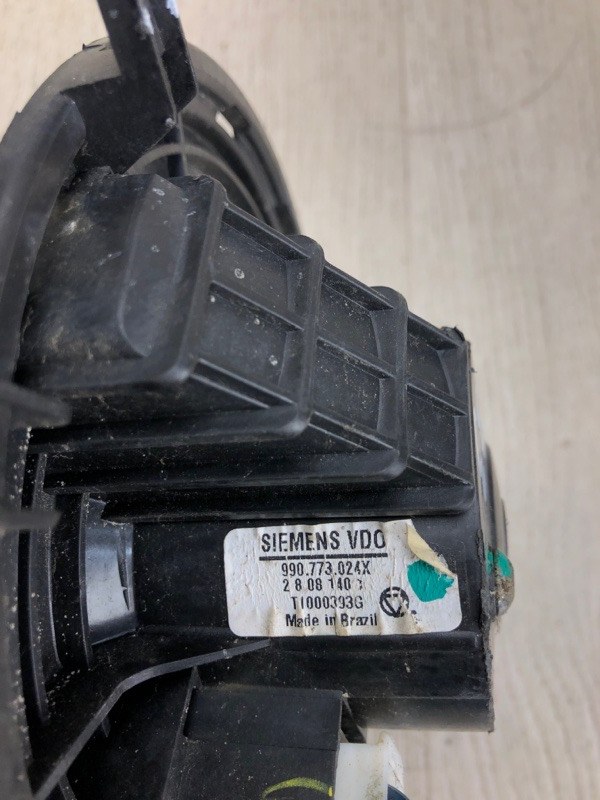 SIEMENS VDO
990.773.024X
2 8 08 140
T1000393G
Made in Brazil